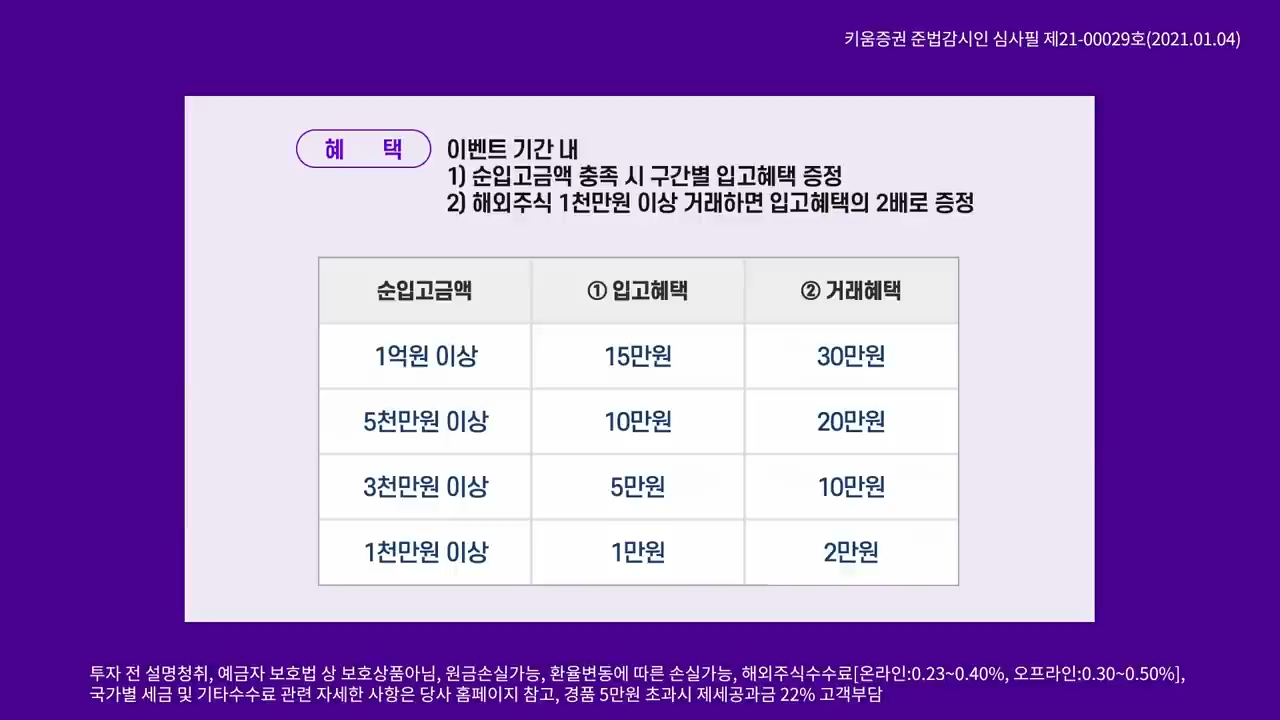 키움증권 준법감시인 심사필 제21-00029호(2021.01.04)
혜 택
이벤트 기간 내
1) 순입고금액 충족 시 구간별 입고혜택 증정
2) 해외주식 1천만원 이상 거래하면 입고혜택의 2배로 증정
순입고금액 ① 입고혜택 ② 거래혜택
1억원 이상 15만원 30만원
5천만원 이상 10만원 20만원
3천만원 이상 5만원 10만원
1천만원 이상 1만원 2만원
투자 전 설명청취, 예금자 보호법 상 보호상품아님, 원금손실가능, 환율변동에 따른 손실가능, 해외주식수수료[온라인:0.23~0.40%, 오프라인:0.30~0.50%],
국가별 세금 및 기타수수료 관련 자세한 사항은 당사 홈페이지 참고, 경품 5만원 초과시 제세공과금 22% 고객부담